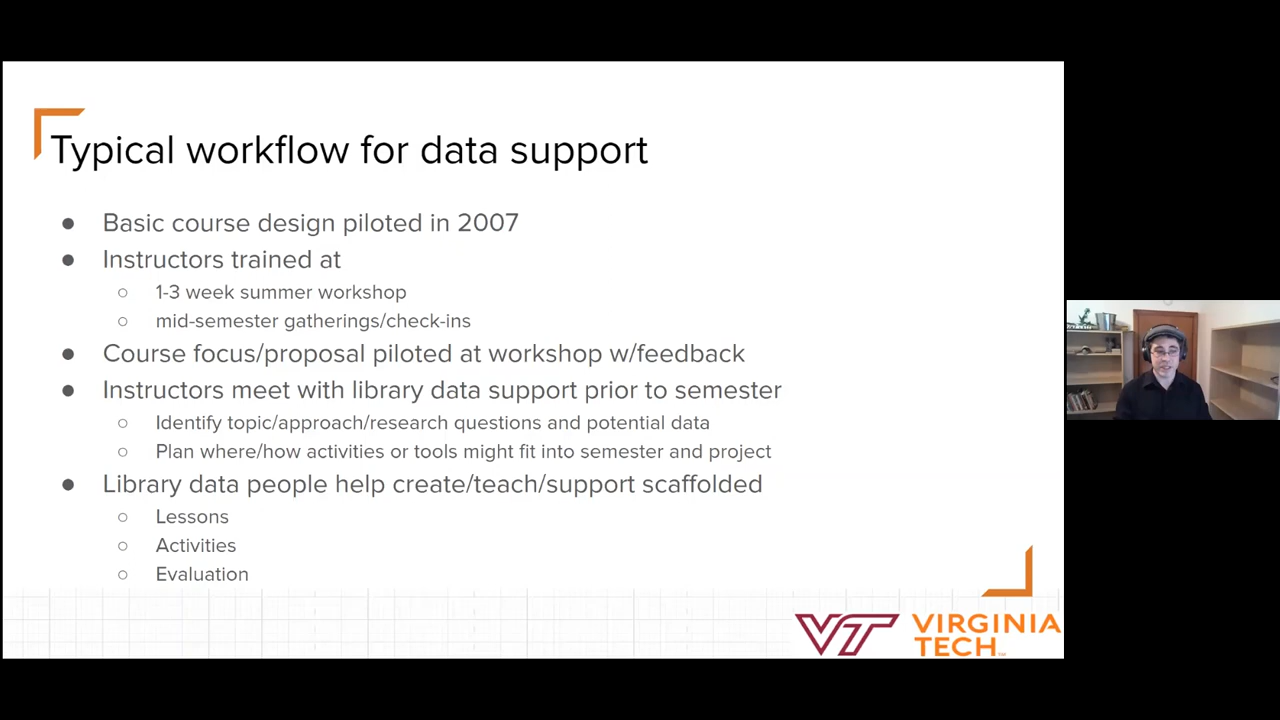 Typical workflow for data support
● Basic course design piloted in 2007
● Instructors trained at
○ 1-3 week summer workshop
○ mid-semester gatherings/check-ins
● Course focus/proposal piloted at workshop w/feedback
● Instructors meet with library data support prior to semester
○ Identify topic/approach/research questions and potential data
○ Plan where/how activities or tools might fit into semester and project
● Library data people help create/teach/support scaffolded
○ Lessons
○ Activities
○ Evaluation
VT VIRGINIA
TECH